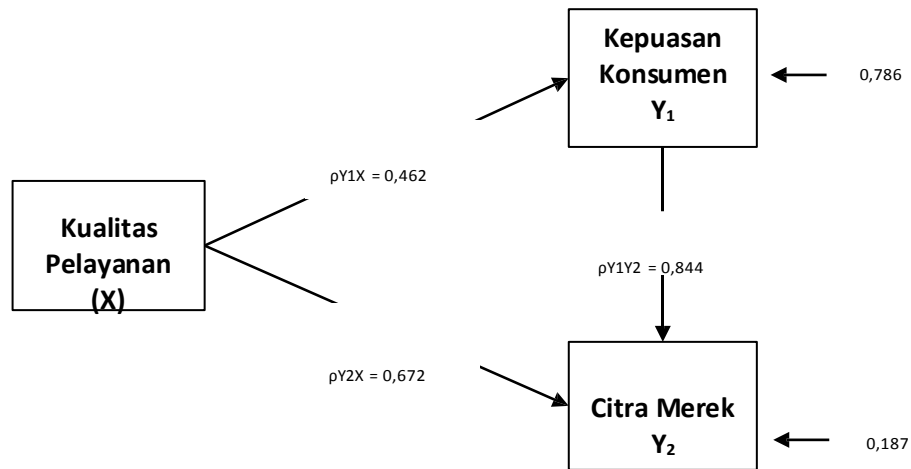 Kepuasan
Konsumen
Y₁
0,786
ρY1X = 0,462
Kualitas
Pelayanan
(X)
ρY1Y2 = 0,844
ρY2X = 0,672
Citra Merek
Y₂
0,187